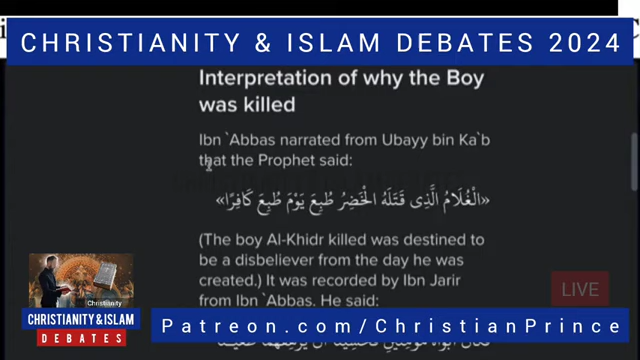 CHRISTIANITY & ISLAM DEBATES 2024
Interpretation of why the Boy
was killed
Ibn `Abbas narrated from Ubayy bin Ka`b
that the Prophet said:
«الْغُلَامُ الَّذِي قَتَلَهُ الْخَضِرُ طُبِعَ يَوْمَ طُبِعَ كَافِرًا»
(The boy Al-Khidr killed was destined to
be a disbeliever from the day he was
created.) It was recorded by Ibn Jarir
from Ibn `Abbas. He said:
LIVE
Christianity
CHRISTIANITY & ISLAM
DEBATES
Patreon.com/ChristianPrince